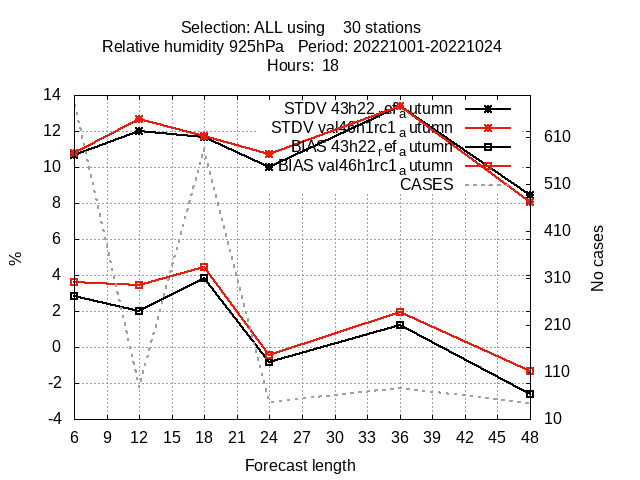 Selection: ALL using    30 stations
Relative humidity 925hPa   Period: 20221001-20221024
Hours: 18
STDV 43h22_ref_autumn
STDV val46h1rc1_autumn
BIAS 43h22_ref_autumn
BIAS val46h1rc1_autumn
CASES
14
12
10
8
6
4
2
0
-2
-4
%
610
510
410
310
210
110
10
No cases
6 9 12 15 18 21 24 27 30 33 36 39 42 45 48
Forecast length